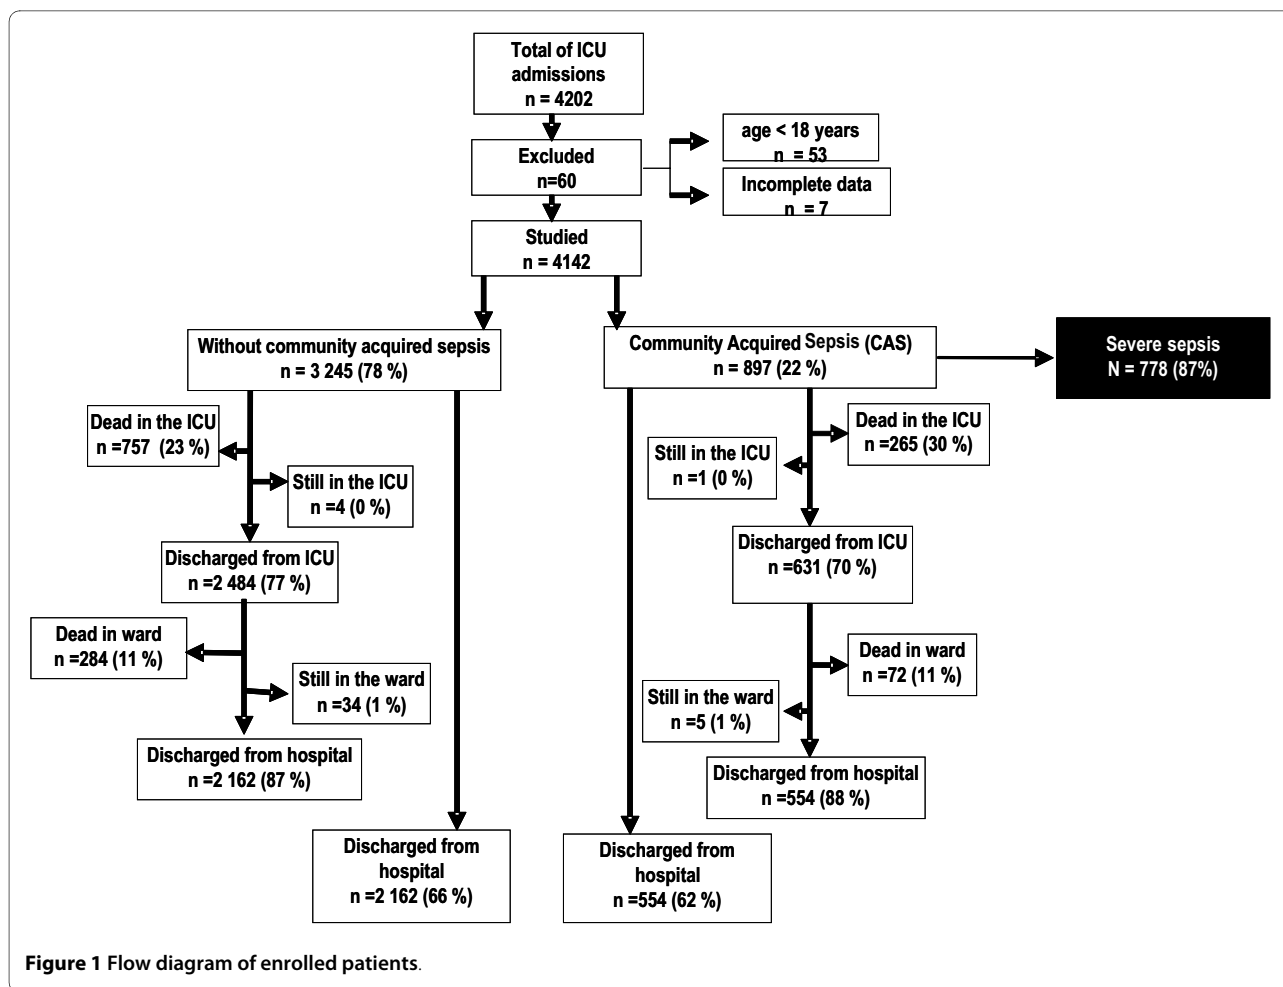 Total of ICU
admissions
n = 4202
Excluded
n=60
age < 18 years
n = 53
Incomplete data
n = 7
Studied
n = 4142
Without community acquired sepsis
n = 3 245 (78 %)
Community Acquired Sepsis (CAS)
n = 897 (22 %)
Severe sepsis
N = 778 (87%)
Dead in the ICU
n =757 (23 %)
Still in the ICU
n =4 (0 %)
Discharged from ICU
n =2 484 (77 %)
Dead in ward
n =284 (11 %)
Still in the ward
n =34 (1 %)
Discharged from hospital
n =2 162 (87 %)
Discharged from
hospital
n =2 162 (66 %)
Dead in the ICU
n =265 (30 %)
Still in the ICU
n =1 (0 %)
Discharged from ICU
n =631 (70 %)
Dead in ward
n =72 (11 %)
Still in the ward
n =5 (1 %)
Discharged from hospital
n =554 (88 %)
Discharged from
hospital
n =554 (62 %)
Figure 1 Flow diagram of enrolled patients.